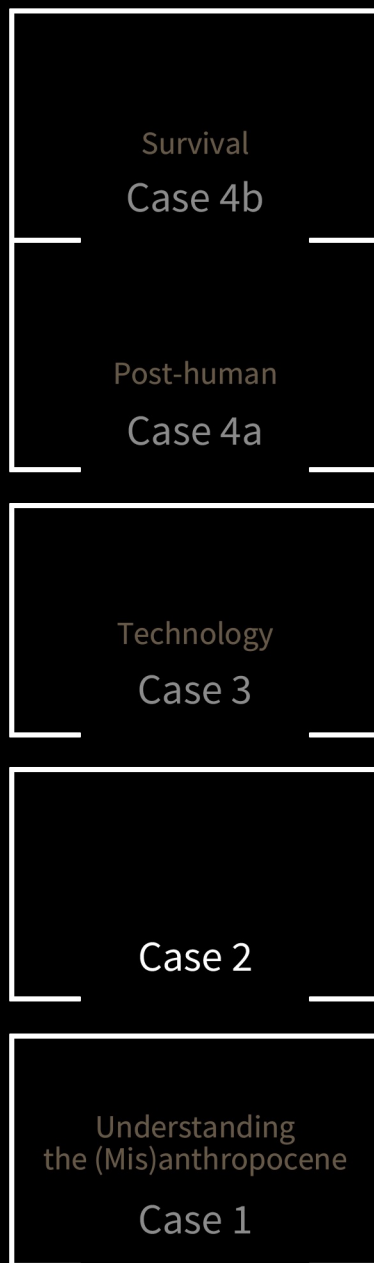 Survival
Case 4b
Post-human
Case 4a
Technology
Case 3
Case 2
Understanding
the (Mis)anthropocene
Case 1